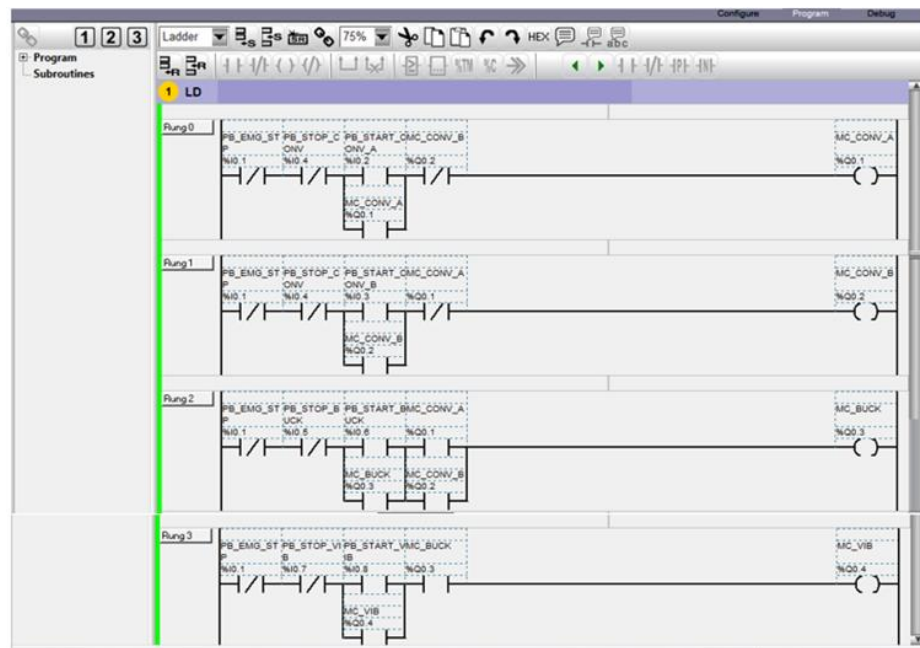 Configure Program Debug
1 2 3 Ladder 75% HEX abc
Program
Subroutines
1 LD
Rung 0
PB_EMG_ST PB_STOP_C PB_START_C MC_CONV_B MC_CONV_A
P ONV ONV_A
%I0.1 %I0.4 %I0.2 %Q0.2 %Q0.1
MC_CONV_A
%Q0.1
Rung 1
PB_EMG_ST PB_STOP_C PB_START_C MC_CONV_A MC_CONV_B
P ONV ONV_B
%I0.1 %I0.4 %I0.3 %Q0.1 %Q0.2
MC_CONV_B
%Q0.2
Rung 2
PB_EMG_ST PB_STOP_B PB_START_B MC_CONV_A MC_BUCK
P UCK UCK
%I0.1 %I0.5 %I0.6 %Q0.1 %Q0.3
MC_BUCK MC_CONV_B
%Q0.3 %Q0.2
Rung 3
PB_EMG_ST PB_STOP_VI PB_START_V MC_BUCK MC_VIB
P B IB
%I0.1 %I0.7 %I0.8 %Q0.3 %Q0.4
MC_VIB
%Q0.4